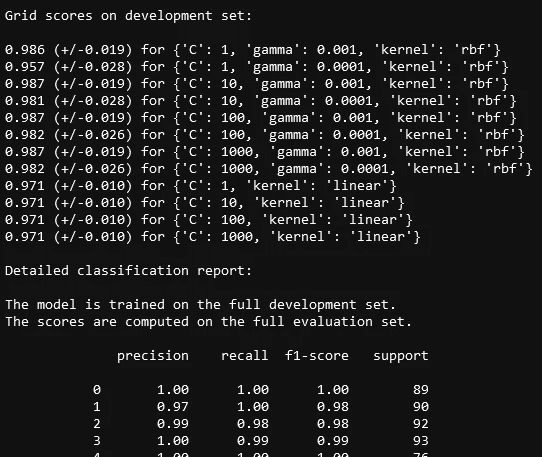 Grid scores on development set:
0.986 (+/-0.019) for {'C': 1, 'gamma': 0.001, 'kernel': 'rbf'}
0.957 (+/-0.028) for {'C': 1, 'gamma': 0.0001, 'kernel': 'rbf'}
0.987 (+/-0.019) for {'C': 10, 'gamma': 0.001, 'kernel': 'rbf'}
0.981 (+/-0.028) for {'C': 10, 'gamma': 0.0001, 'kernel': 'rbf'}
0.987 (+/-0.019) for {'C': 100, 'gamma': 0.001, 'kernel': 'rbf'}
0.982 (+/-0.026) for {'C': 100, 'gamma': 0.0001, 'kernel': 'rbf'}
0.987 (+/-0.019) for {'C': 1000, 'gamma': 0.001, 'kernel': 'rbf'}
0.982 (+/-0.026) for {'C': 1000, 'gamma': 0.0001, 'kernel': 'rbf'}
0.971 (+/-0.010) for {'C': 1, 'kernel': 'linear'}
0.971 (+/-0.010) for {'C': 10, 'kernel': 'linear'}
0.971 (+/-0.010) for {'C': 100, 'kernel': 'linear'}
0.971 (+/-0.010) for {'C': 1000, 'kernel': 'linear'}
Detailed classification report:
The model is trained on the full development set.
The scores are computed on the full evaluation set.
precision recall f1-score support
0 1.00 1.00 1.00 89
1 0.97 1.00 0.98 90
2 0.99 0.98 0.98 92
3 1.00 0.99 0.99 93
4 1.00 1.00 1.00 76